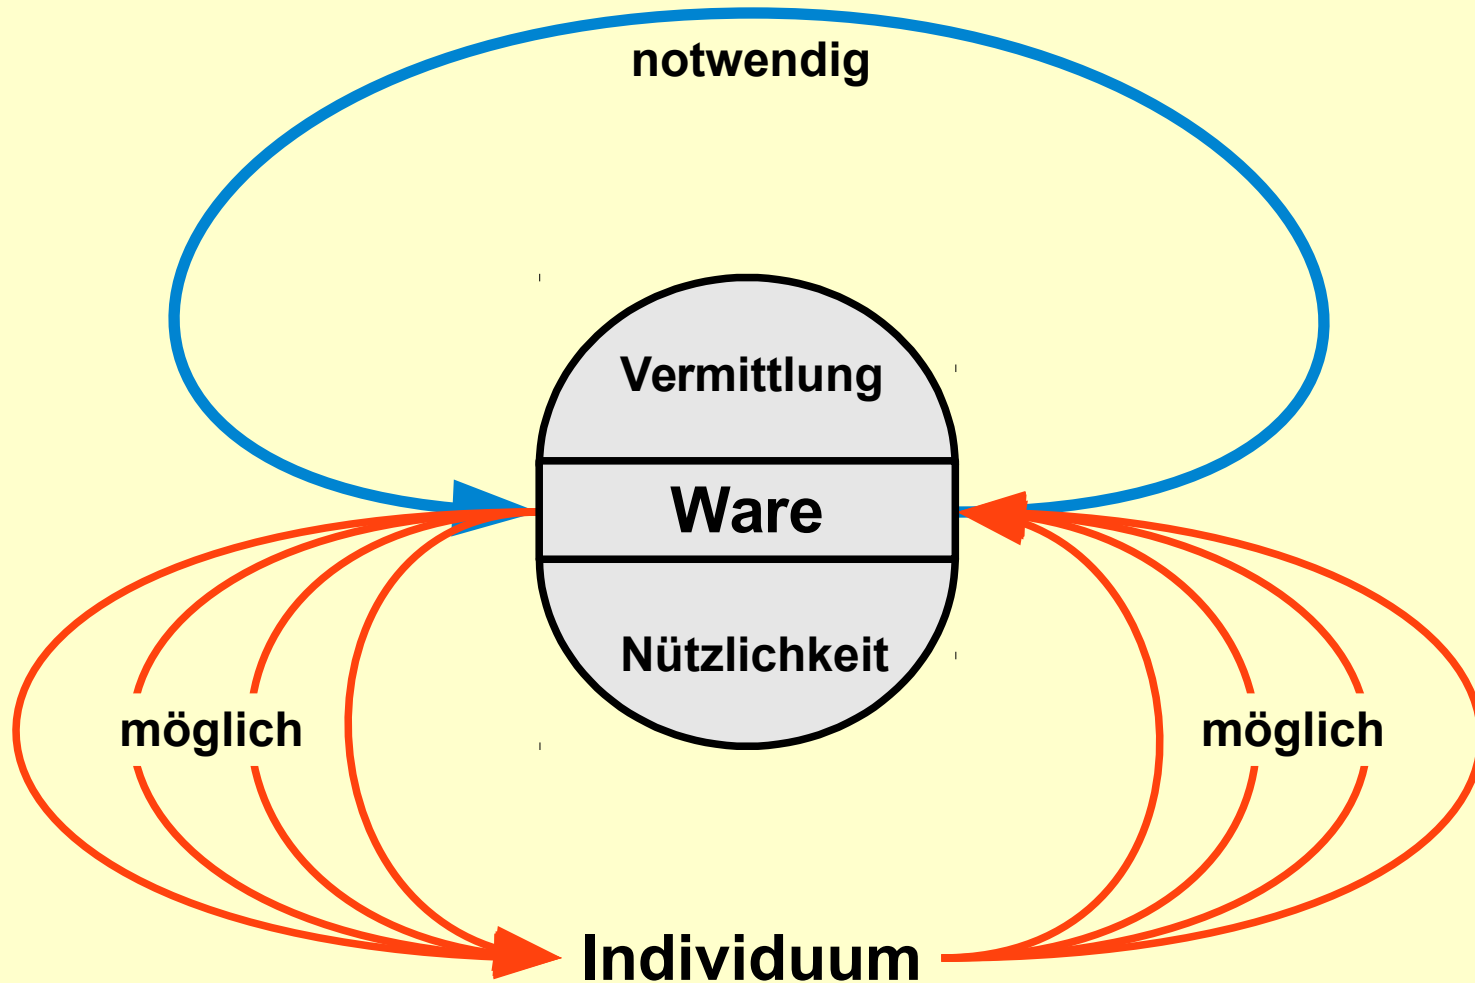 notwendig
Vermittlung
Ware
Nützlichkeit
möglich
möglich
Individuum